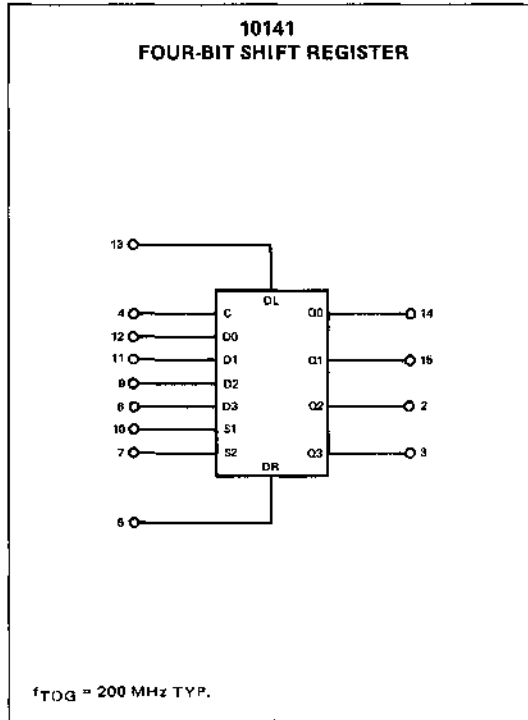 10141
FOUR-BIT SHIFT REGISTER
13
DL
4 C Q0 14
12 D0
11 D1 Q1 15
9 D2
6 D3 Q2 2
10 S1
7 S2 Q3 3
DR
5
fTOG = 200 MHz TYP.